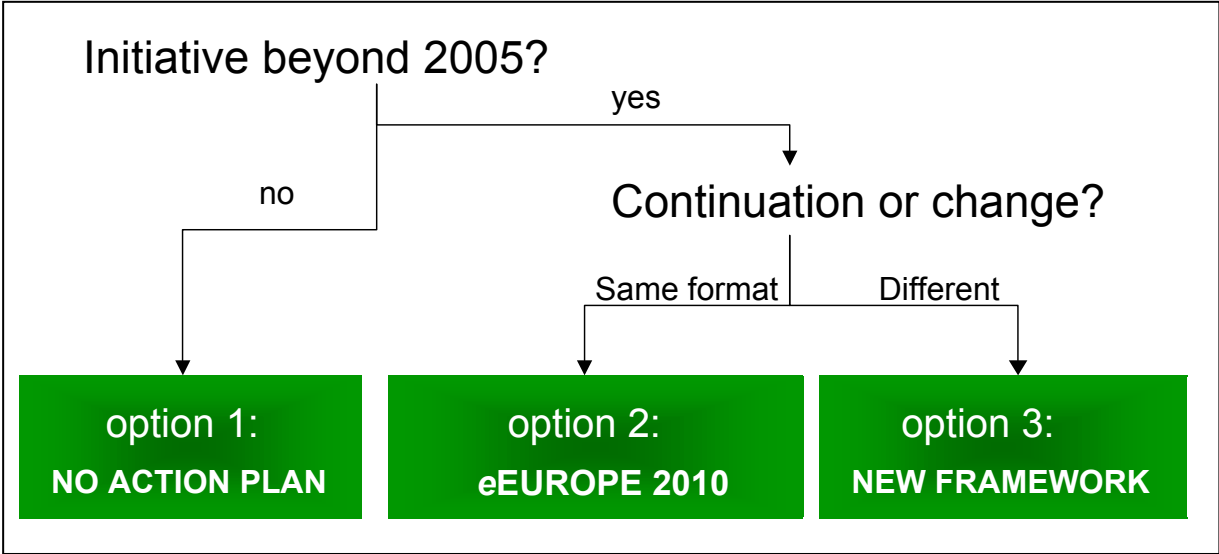 Initiative beyond 2005?
yes
no
Continuation or change?
Same format
Different
option 1:
NO ACTION PLAN
option 2:
eEUROPE 2010
option 3:
NEW FRAMEWORK